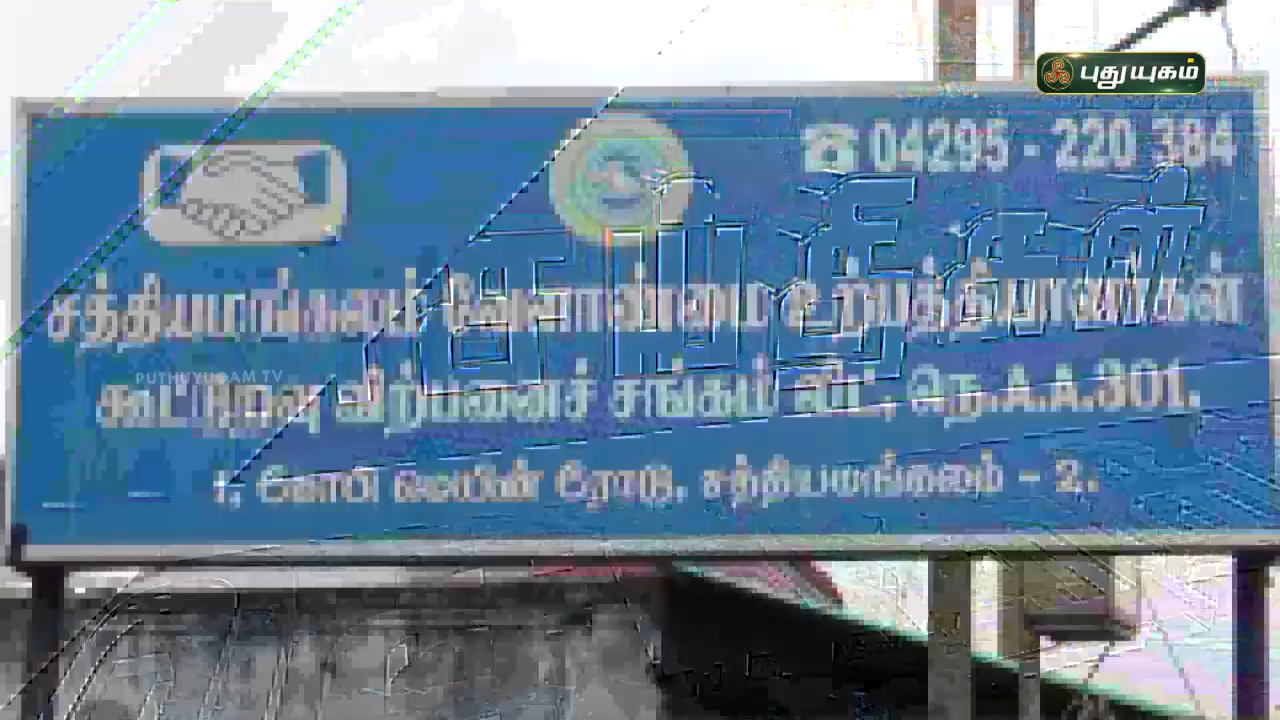 புதுயுகம்
☎ 04295 - 220 384
செய்திகள்
சத்தியமங்கலம் வேளாண்மை உற்பத்தியாளர்கள்
PUTHUYUGAM TV
கூட்டுறவு விற்பனைச் சங்கம் லிட்., நெ.A.A.301.
1, கோபி மெயின் ரோடு, சத்தியமங்கலம் - 2.